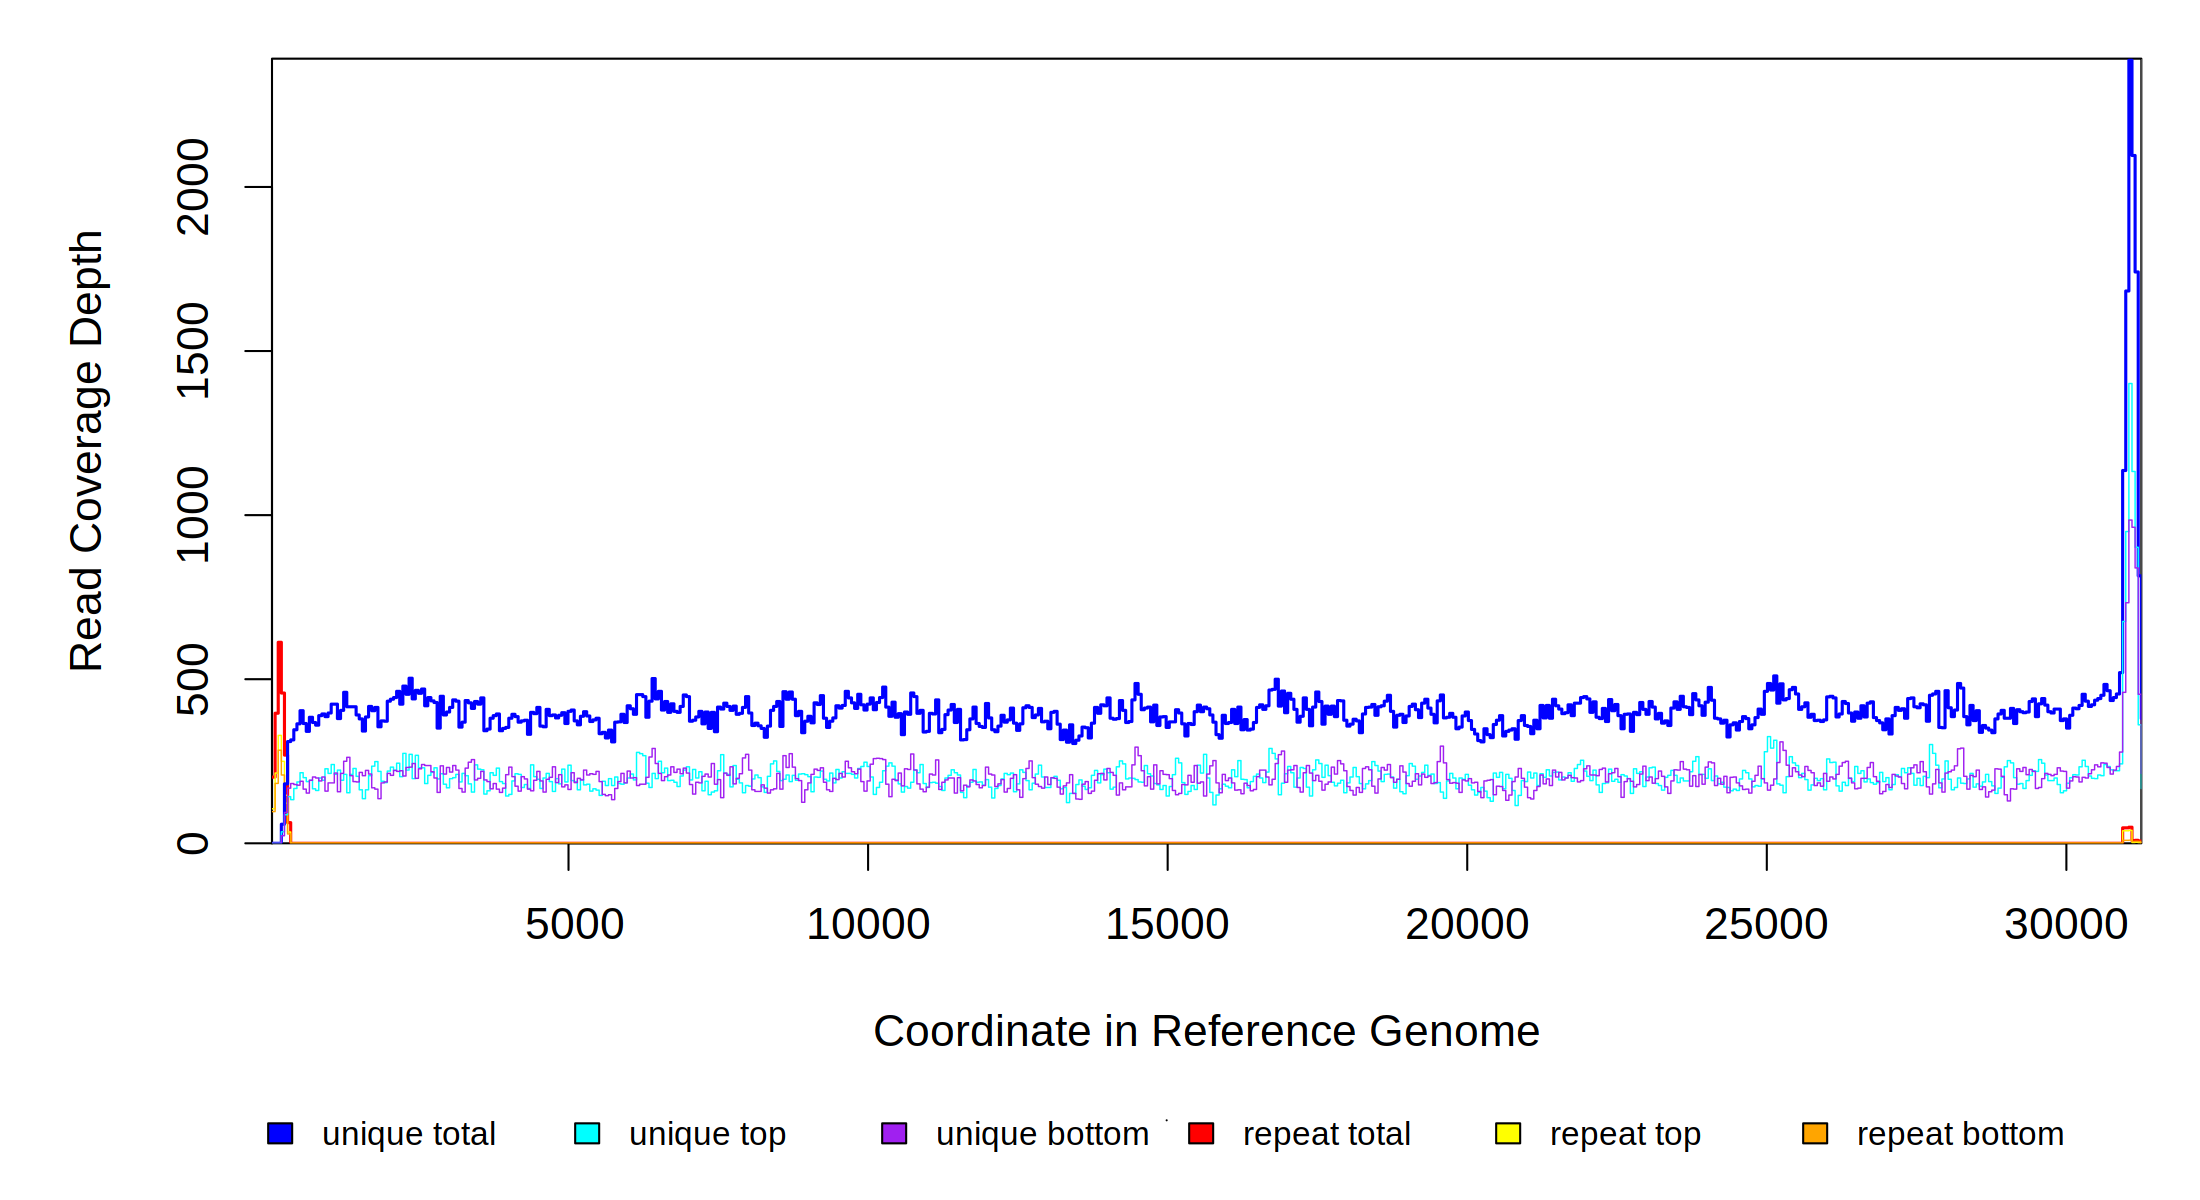 Read Coverage Depth
2000
1500
1000
500
0
5000 10000 15000 20000 25000 30000
Coordinate in Reference Genome
unique total unique top unique bottom repeat total repeat top repeat bottom